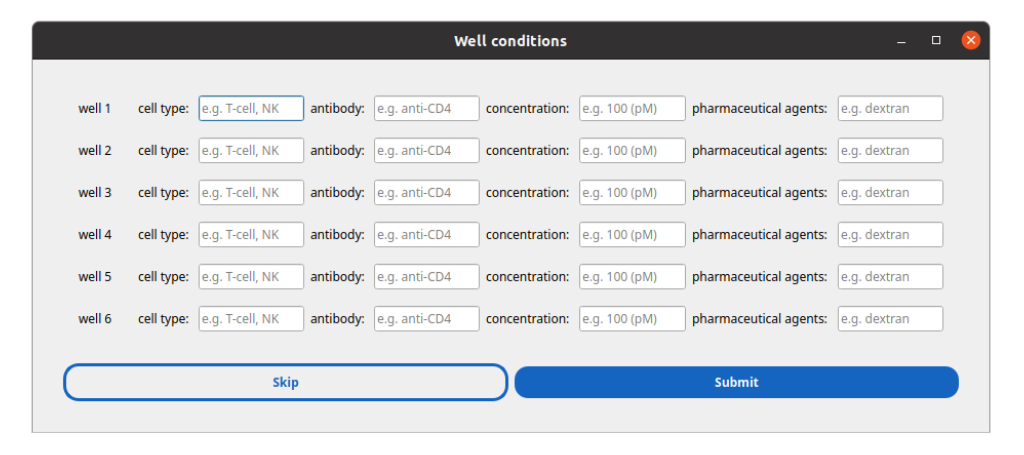 Well conditions
well 1 cell type: e.g. T-cell, NK antibody: e.g. anti-CD4 concentration: e.g. 100 (pM) pharmaceutical agents: e.g. dextran
well 2 cell type: e.g. T-cell, NK antibody: e.g. anti-CD4 concentration: e.g. 100 (pM) pharmaceutical agents: e.g. dextran
well 3 cell type: e.g. T-cell, NK antibody: e.g. anti-CD4 concentration: e.g. 100 (pM) pharmaceutical agents: e.g. dextran
well 4 cell type: e.g. T-cell, NK antibody: e.g. anti-CD4 concentration: e.g. 100 (pM) pharmaceutical agents: e.g. dextran
well 5 cell type: e.g. T-cell, NK antibody: e.g. anti-CD4 concentration: e.g. 100 (pM) pharmaceutical agents: e.g. dextran
well 6 cell type: e.g. T-cell, NK antibody: e.g. anti-CD4 concentration: e.g. 100 (pM) pharmaceutical agents: e.g. dextran
Skip Submit